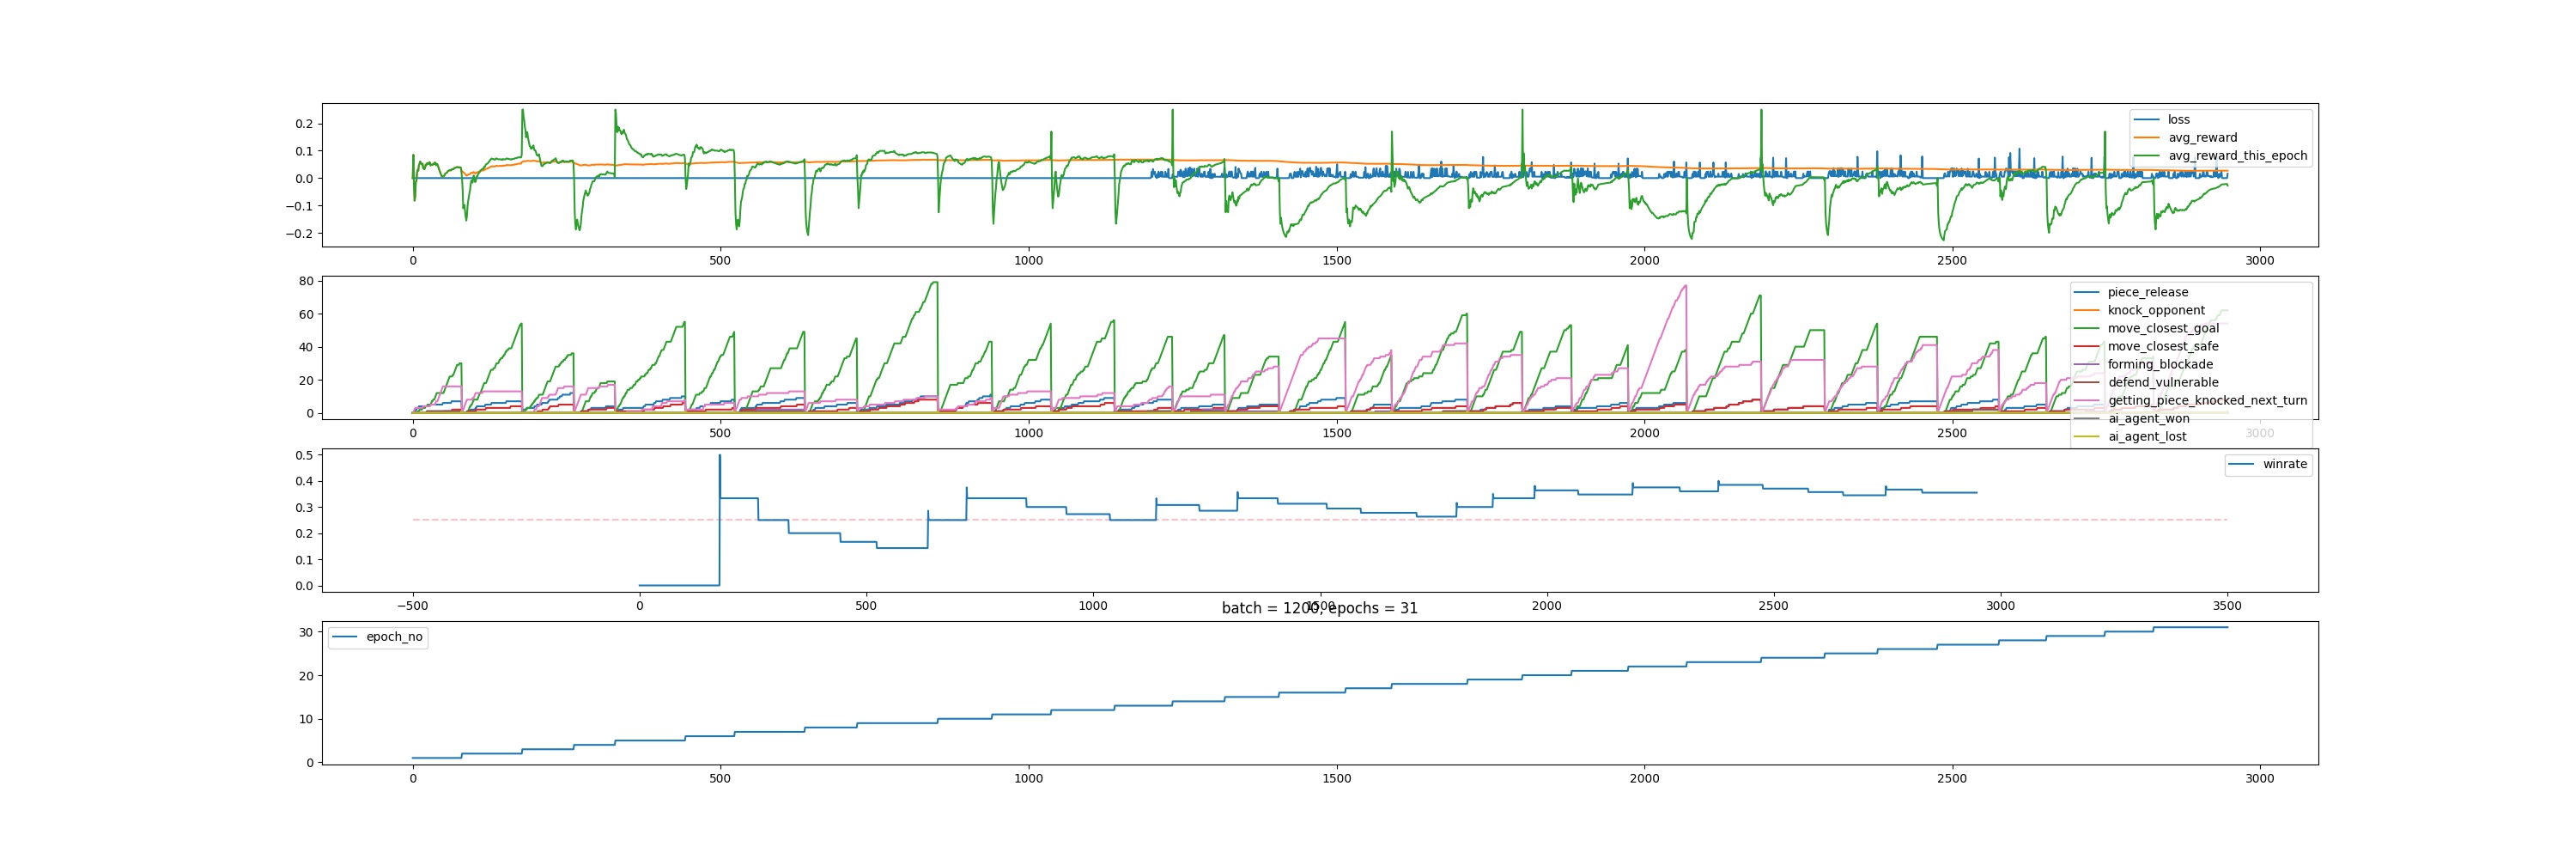 0.2
0.1
0.0
−0.1
−0.2
loss
avg_reward
avg_reward_this_epoch
0 500 1000 1500 2000 2500 3000
80
60
40
20
0
piece_release
knock_opponent
move_closest_goal
move_closest_safe
forming_blockade
defend_vulnerable
getting_piece_knocked_next_turn
ai_agent_won
ai_agent_lost
0 500 1000 1500 2000 2500 3000
0.5
0.4
0.3
0.2
0.1
0.0
winrate
−500 0 500 1000 1500 2000 2500 3000 3500
batch = 1200, epochs = 31
30
20
10
0
epoch_no
0 500 1000 1500 2000 2500 3000